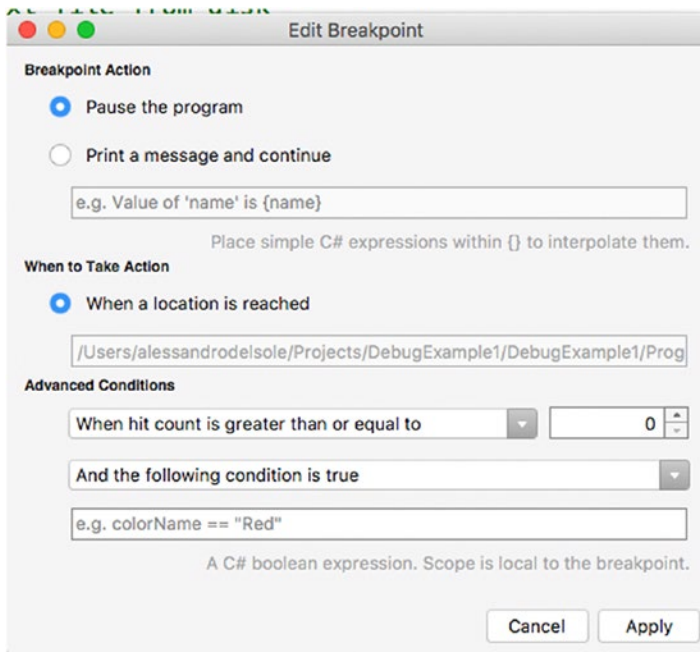 Edit Breakpoint
Breakpoint Action
Pause the program
Print a message and continue
e.g. Value of 'name' is {name}
Place simple C# expressions within {} to interpolate them.
When to Take Action
When a location is reached
/Users/alessandrodelsole/Projects/DebugExample1/DebugExample1/Prog
Advanced Conditions
When hit count is greater than or equal to 0
And the following condition is true
e.g. colorName == "Red"
A C# boolean expression. Scope is local to the breakpoint.
Cancel Apply